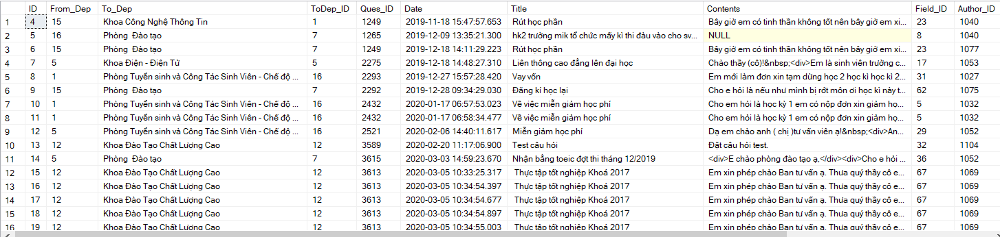 ID From_Dep To_Dep ToDep_ID Ques_ID Date Title Contents Field_ID Author_ID
1 4 15 Khoa Công Nghệ Thông Tin 1 1249 2019-11-18 15:47:57.653 Rút học phần Bây giờ em có tinh thần không tốt nên bây giờ em xi... 23 1040
2 5 16 Phòng Đào tạo 7 1265 2019-12-09 13:35:21.300 hk2 trường mik tổ chức mấy kì thi đàu vào cho sv... NULL 8 1040
3 6 15 Phòng Đào tạo 7 1249 2019-12-18 14:11:29.223 Rút học phần Bây giờ em có tinh thần không tốt nên bây giờ em xi... 23 1077
4 7 5 Khoa Điện - Điện Tử 5 2275 2019-12-18 14:48:27.310 Liên thông cao đẳng lên đại học Chào thầy (cô)!&nbsp;<div>Em là sinh viên trường c... 17 1053
5 8 1 Phòng Tuyển sinh và Công Tác Sinh Viên - Chế độ ... 16 2293 2019-12-27 15:57:28.420 Vay vốn Em mới làm đơn xin tạm dừng học 2 học kì học kì 2 ... 31 1027
6 9 15 Phòng Đào tạo 7 2292 2019-12-28 09:34:29.030 Đăng kí học lại Cho e hỏi là nếu như mình bị rớt môn ơi học kì này t... 62 1075
7 10 1 Phòng Tuyển sinh và Công Tác Sinh Viên - Chế độ ... 16 2432 2020-01-17 06:57:53.023 Về việc miễn giảm học phí Cho em hỏi là học kỳ 1 em có nộp đơn xin giảm họ... 5 1032
8 11 1 Phòng Tuyển sinh và Công Tác Sinh Viên - Chế độ ... 16 2432 2020-01-17 06:58:34.477 Về việc miễn giảm học phí Cho em hỏi là học kỳ 1 em có nộp đơn xin giảm họ... 5 1032
9 12 5 Phòng Tuyển sinh và Công Tác Sinh Viên - Chế độ ... 16 2521 2020-02-06 14:40:11.617 Miễn giảm học phí Dạ em chào anh ( chị )tư vấn viên ạ!&nbsp;<div>An... 29 1052
10 13 12 Khoa Đào Tạo Chất Lượng Cao 12 3589 2020-02-20 11:17:06.900 Test câu hỏi Đặt câu hỏi test. 32 1104
11 14 5 Phòng Đào tạo 7 3615 2020-03-03 14:59:23.670 Nhận bằng toeic đợt thi tháng 12/2019 <div>E chào phòng đào tạo ạ,</div><div>Cho e hỏi ... 36 1052
12 15 12 Khoa Đào Tạo Chất Lượng Cao 12 3613 2020-03-05 10:33:25.317 Thực tập tốt nghiệp Khoá 2017 Em xin phép chào Ban tư vấn ạ. Thưa quý thầy cô e... 67 1069
13 16 12 Khoa Đào Tạo Chất Lượng Cao 12 3613 2020-03-05 10:34:54.397 Thực tập tốt nghiệp Khoá 2017 Em xin phép chào Ban tư vấn ạ. Thưa quý thầy cô e... 67 1069
14 17 12 Khoa Đào Tạo Chất Lượng Cao 12 3613 2020-03-05 10:34:54.677 Thực tập tốt nghiệp Khoá 2017 Em xin phép chào Ban tư vấn ạ. Thưa quý thầy cô e... 67 1069
15 18 12 Khoa Đào Tạo Chất Lượng Cao 12 3613 2020-03-05 10:34:54.897 Thực tập tốt nghiệp Khoá 2017 Em xin phép chào Ban tư vấn ạ. Thưa quý thầy cô e... 67 1069
16 19 12 Khoa Đào Tạo Chất Lượng Cao 12 3613 2020-03-05 10:34:55.003 Thực tập tốt nghiệp Khoá 2017 Em xin phép chào Ban tư vấn ạ. Thưa quý thầy cô e... 67 1069